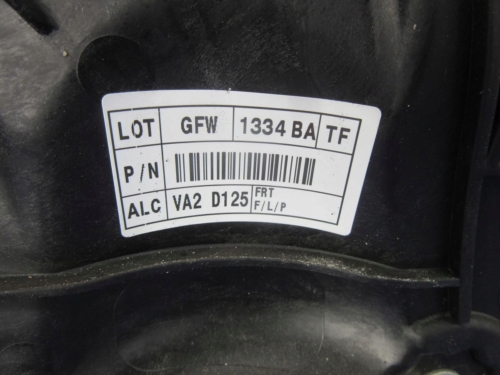 LOT GFW 1334 BA TF
P/N
ALC VA2 D125 FRT
F/L/P